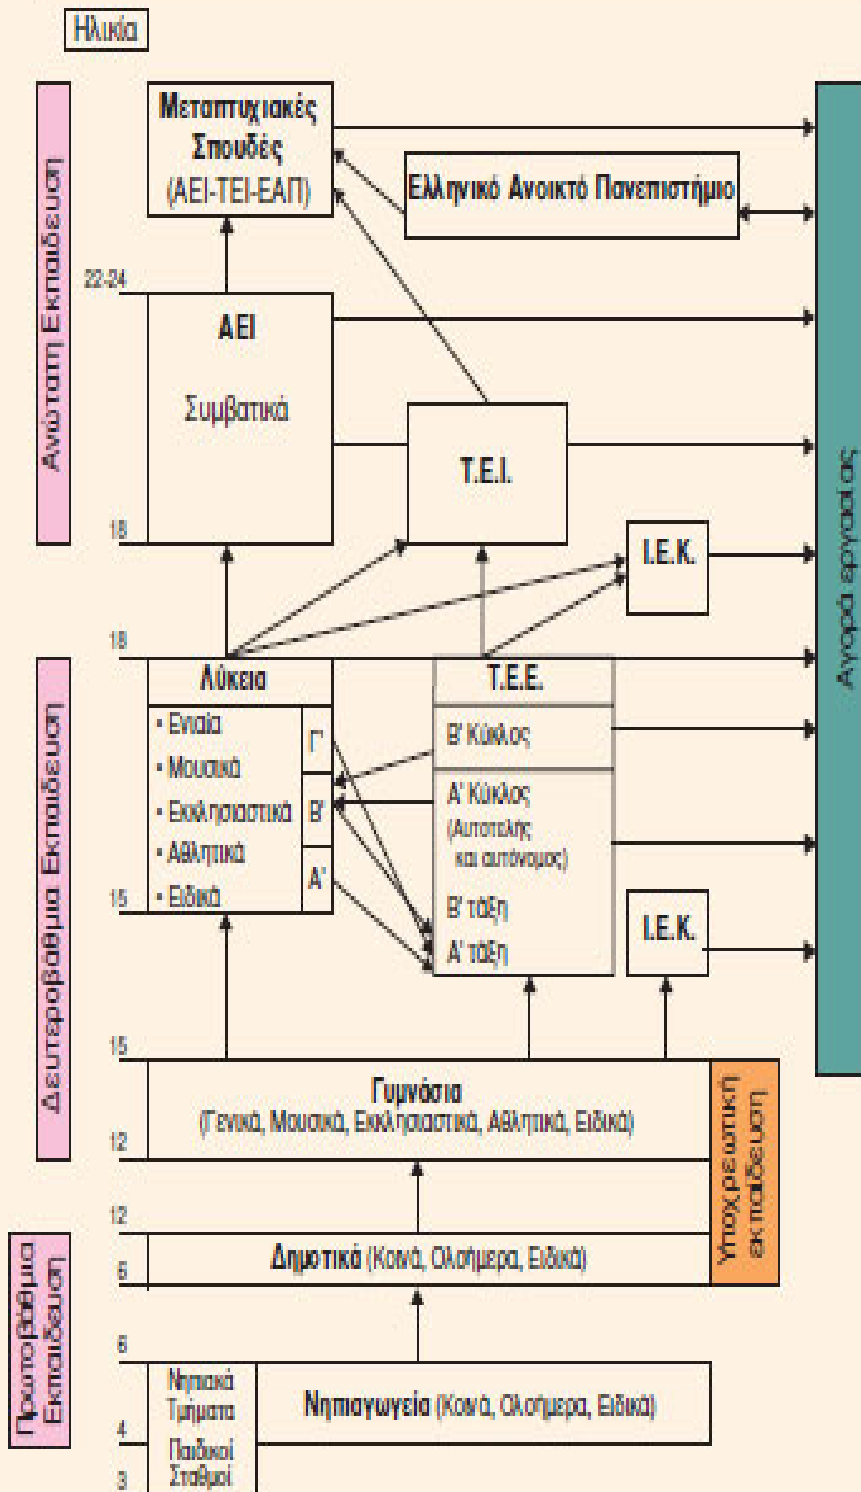 Ηλικία
Μεταπτυχιακές
Σπουδές
(ΑΕΙ-ΤΕΙ-ΕΑΠ)
Ελληνικό Ανοικτό Πανεπιστήμιο
Ανώτατη Εκπαίδευση
22-24
ΑΕΙ
Συμβατικά
Τ.Ε.Ι.
18
Ι.Ε.Κ.
Αγορά εργασίας
18
Δευτεροβάθμια Εκπαίδευση
Λύκεια
• Ενιαία
• Μουσικά
• Εκκλησιαστικά
• Αθλητικά
• Ειδικά
Γ'
Β'
Α'
15
Τ.Ε.Ε.
Β' Κύκλος
Α' Κύκλος
(Αυτοτελής
και αυτόνομος)
Β' τάξη
Α' τάξη
Ι.Ε.Κ.
15
Γυμνάσια
(Γενικά, Μουσικά, Εκκλησιαστικά, Αθλητικά, Ειδικά)
12
Υποχρεωτική
εκπαίδευση
12
Δημοτικά (Κοινά, Ολοήμερα, Ειδικά)
6
Πρωτοβάθμια
Εκπαίδευση
6
Νηπιακά
Τμήματα
Νηπιαγωγεία (Κοινά, Ολοήμερα, Ειδικά)
4
Παιδικοί
Σταθμοί
3